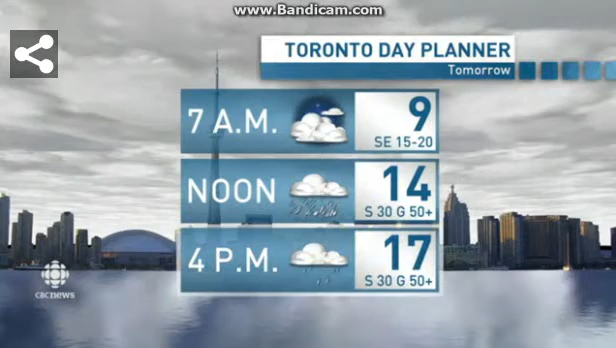 www.Bandicam.com
TORONTO DAY PLANNER
Tomorrow
7 A.M.
9
SE 15-20
NOON
14
S 30 G 50+
4 P.M.
17
S 30 G 50+
CBCnews